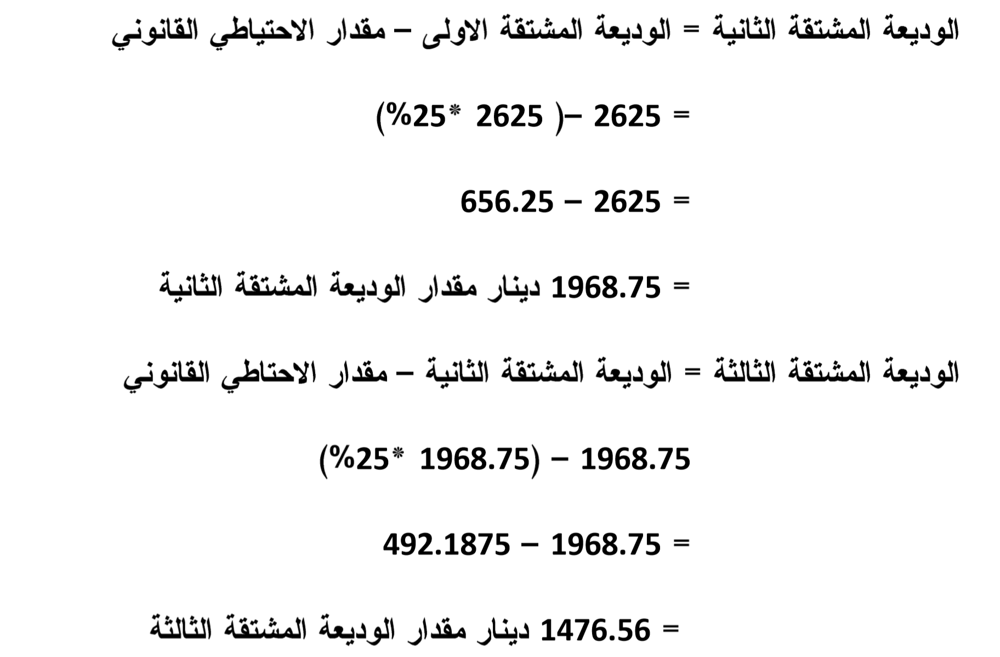 الوديعة المشتقة الثانية = الوديعة المشتقة الاولى – مقدار الاحتياطي القانوني
= 2625 –( 2625 *25%)
= 2625 – 656.25
= 1968.75 دينار مقدار الوديعة المشتقة الثانية
الوديعة المشتقة الثالثة = الوديعة المشتقة الثانية – مقدار الاحتاطي القانوني
1968.75 – (1968.75 *25%)
= 1968.75 – 492.1875
= 1476.56 دينار مقدار الوديعة المشتقة الثالثة